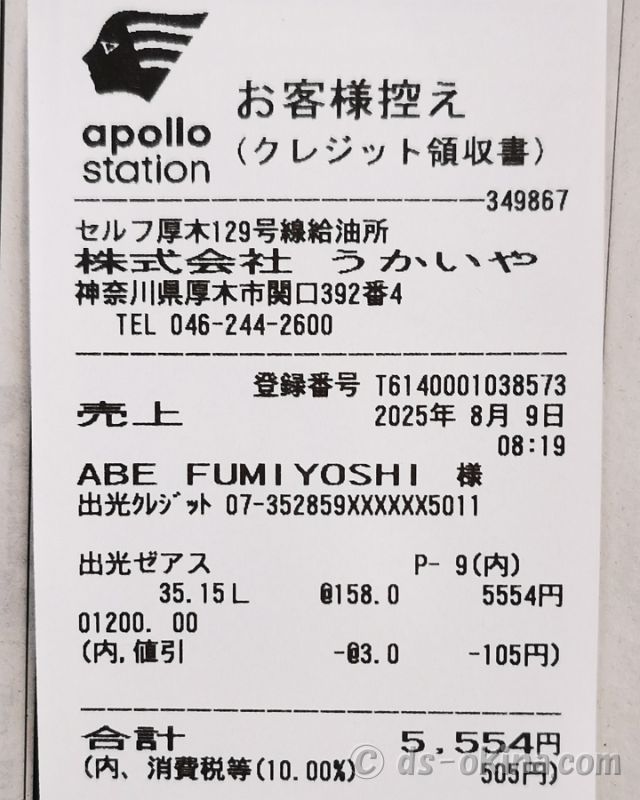 apollo
station
お客様控え
(クレジット領収書)
349867
セルフ厚木129号線給油所
株式会社 うかいや
神奈川県厚木市関口392番4
TEL 046-244-2600
登録番号 T6140001038573
売上 2025年 8月 9日
08:19
ABE FUMIYOSHI 様
出光クレジット 07-352859XXXXXX5011
出光ゼアス P- 9(内)
35.15L @158.0 5554円
01200. 00
(内,値引 -@3.0 -105円)
合計 5,554円
(内、消費税等(10.00%) 505円)
© ds-okina.com